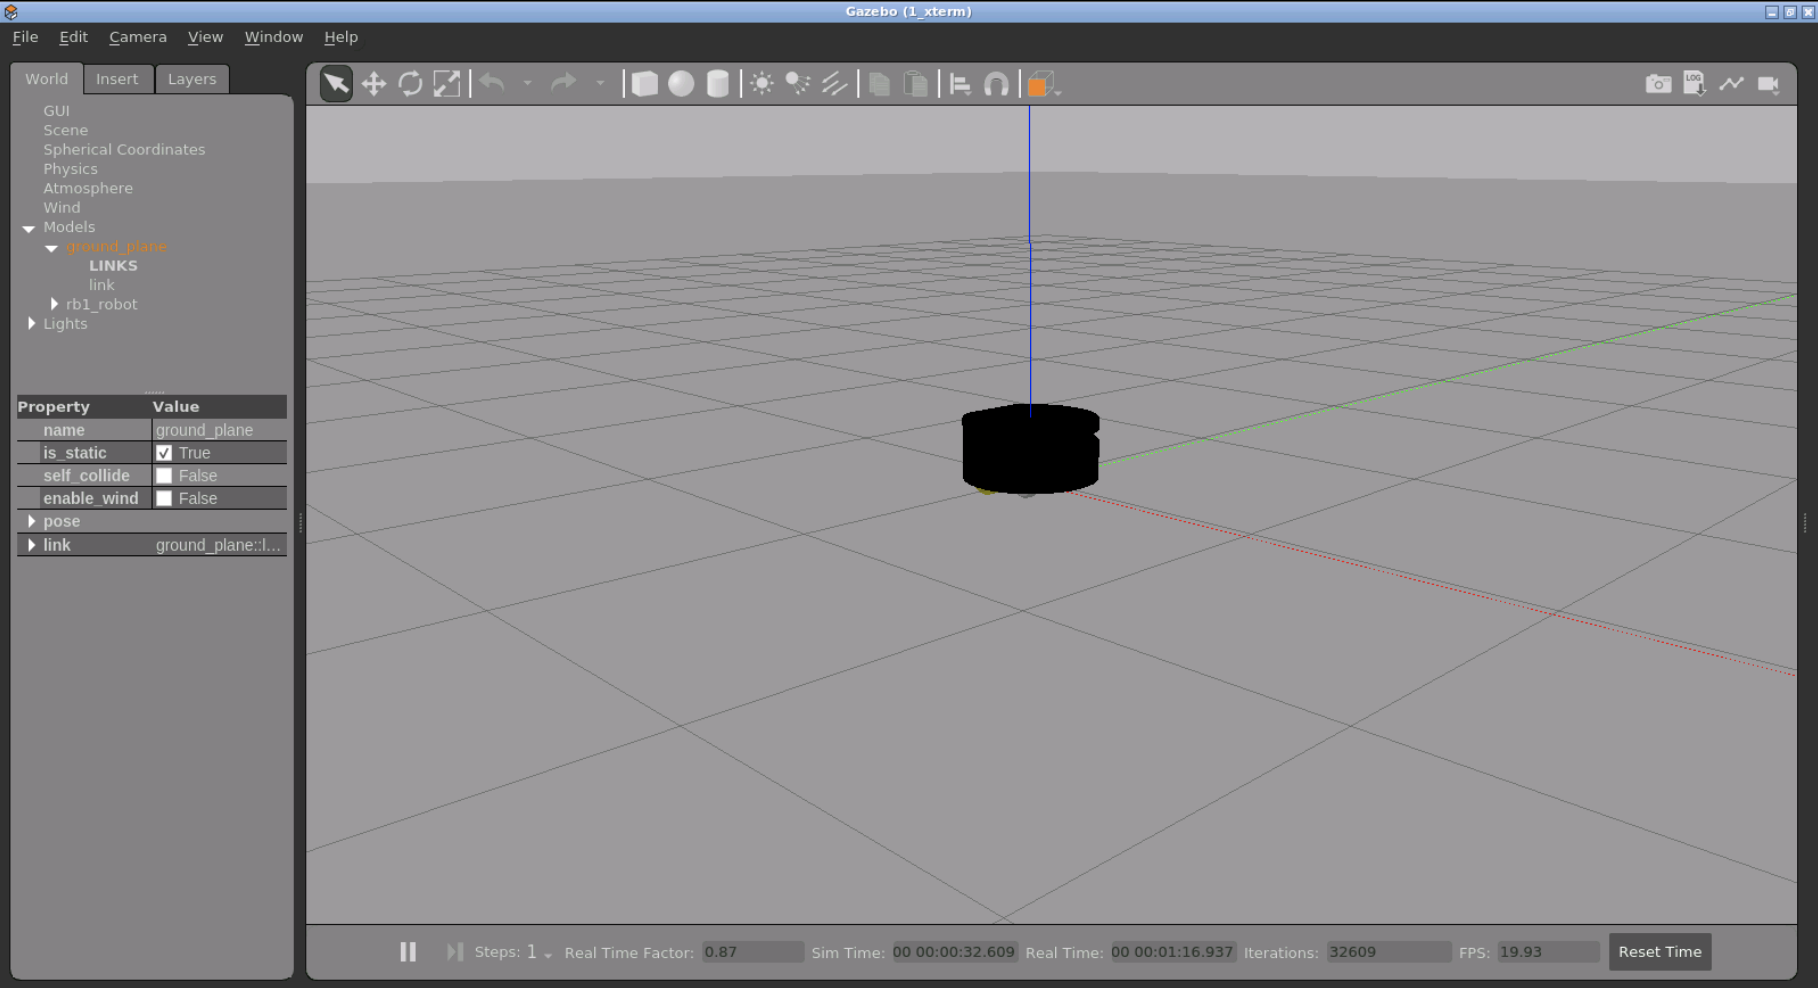 Gazebo (1_xterm)
File Edit Camera View Window Help
World Insert Layers
LOG
GUI
Scene
Spherical Coordinates
Physics
Atmosphere
Wind
Models
ground_plane
LINKS
link
rb1_robot
Lights
Property Value
name ground_plane
is_static True
self_collide False
enable_wind False
pose
link ground_plane::l...
Steps: 1 Real Time Factor: 0.87 Sim Time: 00 00:00:32.609 Real Time: 00 00:01:16.937 Iterations: 32609 FPS: 19.93 Reset Time